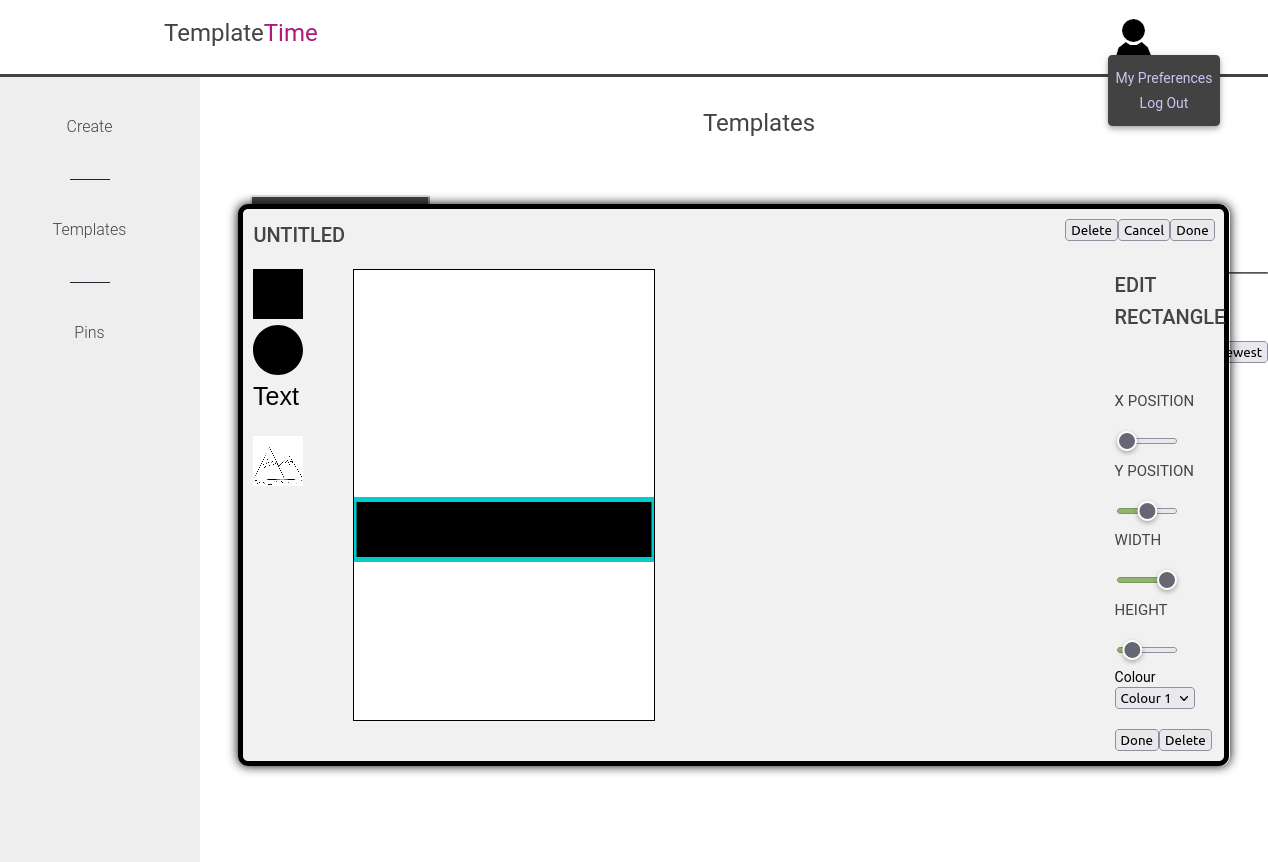 TemplateTime
My Preferences
Log Out
Create
Templates
Pins
Templates
UNTITLED
Delete Cancel Done
Text
EDIT
RECTANGLE
X POSITION
Y POSITION
WIDTH
HEIGHT
Colour
Colour 1
Done Delete